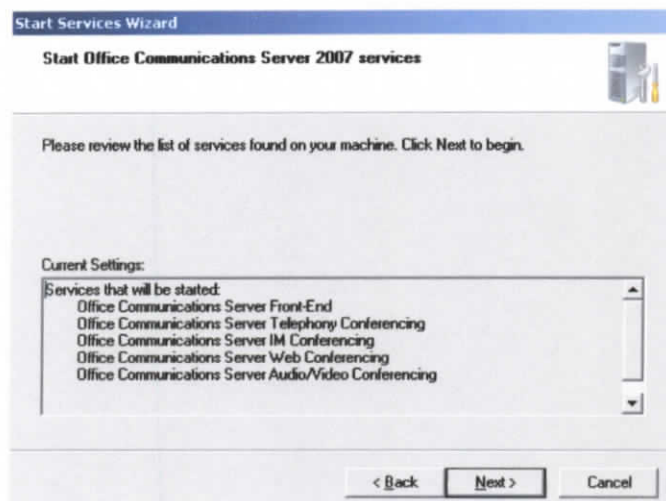 Start Services Wizard
Start Office Communications Server 2007 services
Please review the list of services found on your machine. Click Next to begin.
Current Settings:
Services that will be started:
Office Communications Server Front-End
Office Communications Server Telephony Conferencing
Office Communications Server IM Conferencing
Office Communications Server Web Conferencing
Office Communications Server Audio/Video Conferencing
< Back Next > Cancel